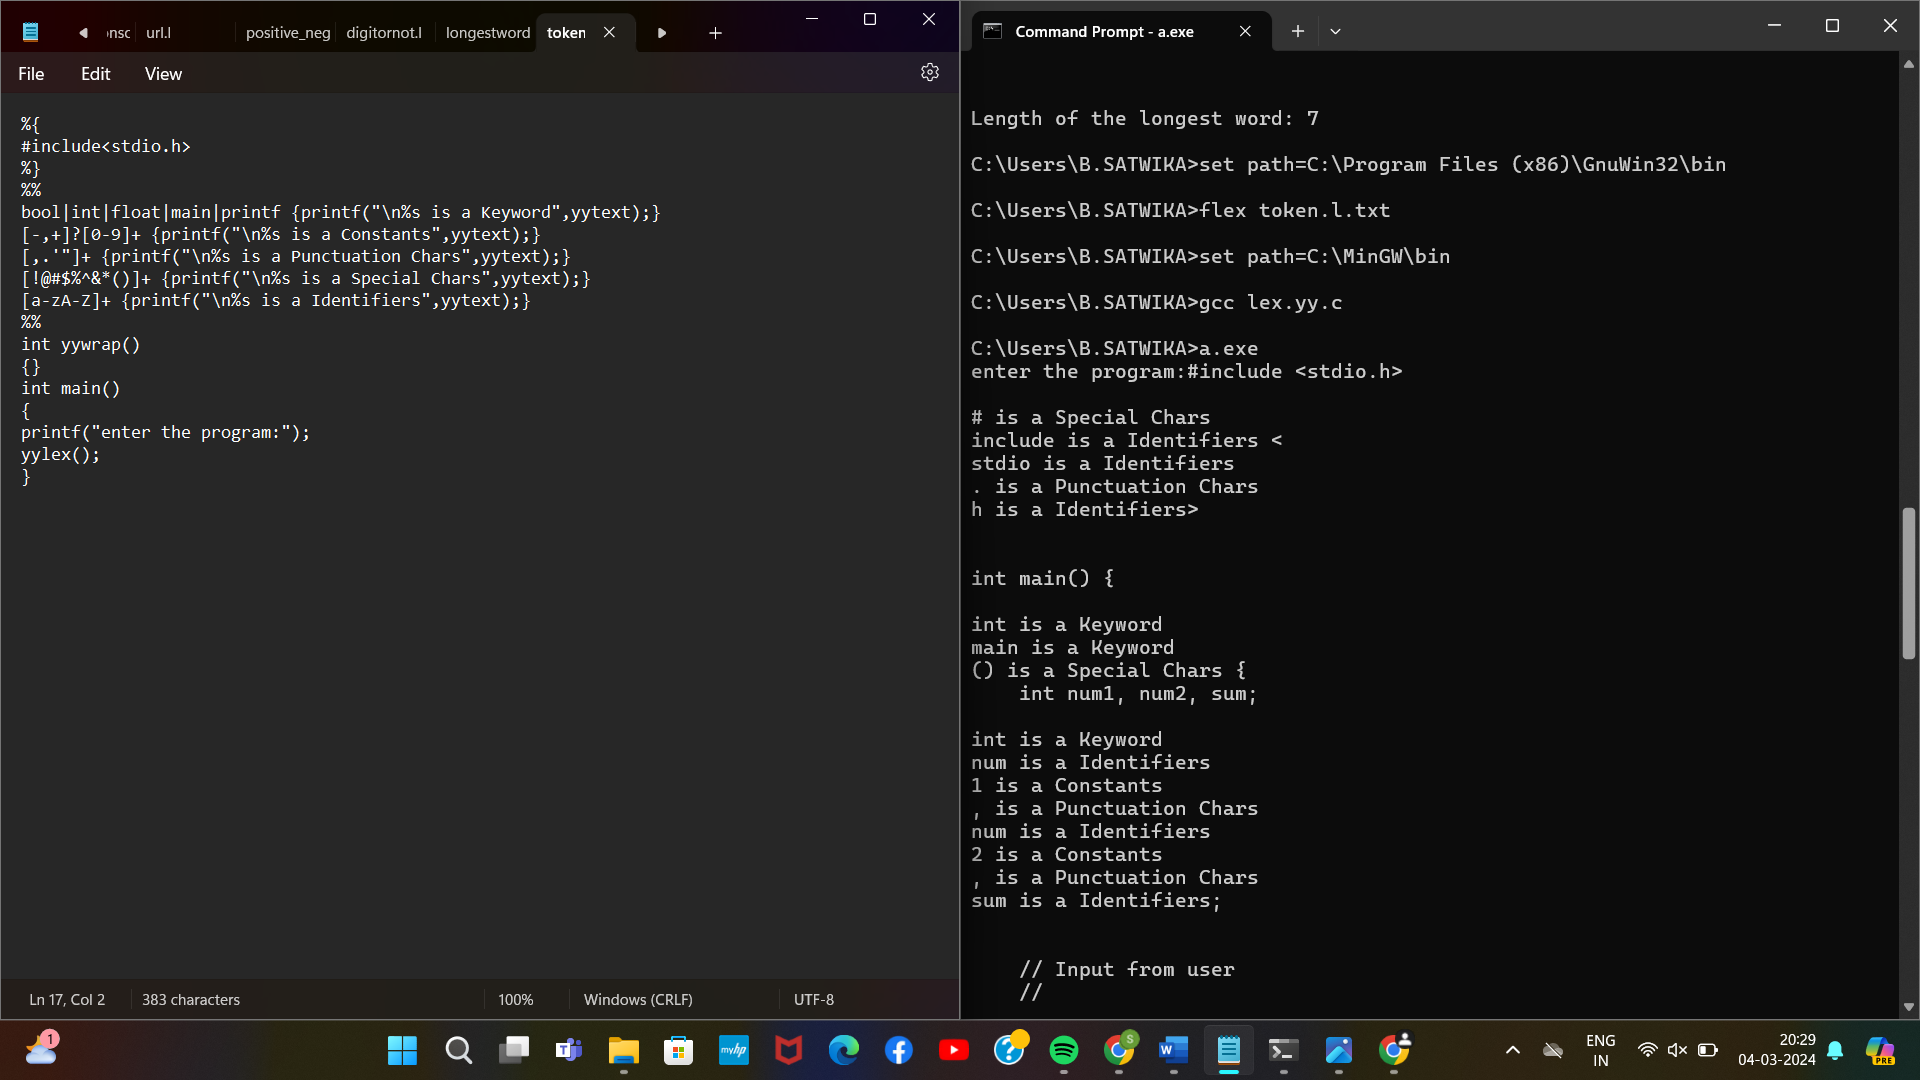 onsc url.l positive_neg digitornot.l longestword token
File Edit View
%{
#include<stdio.h>
%}
%%
bool|int|float|main|printf {printf("\n%s is a Keyword",yytext);}
[-,+]?[0-9]+ {printf("\n%s is a Constants",yytext);}
[,.'"]+ {printf("\n%s is a Punctuation Chars",yytext);}
[!@#$%^&*()]+ {printf("\n%s is a Special Chars",yytext);}
[a-zA-Z]+ {printf("\n%s is a Identifiers",yytext);}
%%
int yywrap()
{}
int main()
{
printf("enter the program:");
yylex();
}
Ln 17, Col 2 383 characters 100% Windows (CRLF) UTF-8
Command Prompt - a.exe
Length of the longest word: 7
C:\Users\B.SATWIKA>set path=C:\Program Files (x86)\GnuWin32\bin
C:\Users\B.SATWIKA>flex token.l.txt
C:\Users\B.SATWIKA>set path=C:\MinGW\bin
C:\Users\B.SATWIKA>gcc lex.yy.c
C:\Users\B.SATWIKA>a.exe
enter the program:#include <stdio.h>
# is a Special Chars
include is a Identifiers <
stdio is a Identifiers
. is a Punctuation Chars
h is a Identifiers>
int main() {
int is a Keyword
main is a Keyword
() is a Special Chars {
int num1, num2, sum;
int is a Keyword
num is a Identifiers
1 is a Constants
, is a Punctuation Chars
num is a Identifiers
2 is a Constants
, is a Punctuation Chars
sum is a Identifiers;
// Input from user
//
1
myhp
S
W
ENG
IN
20:29
04-03-2024
PRE